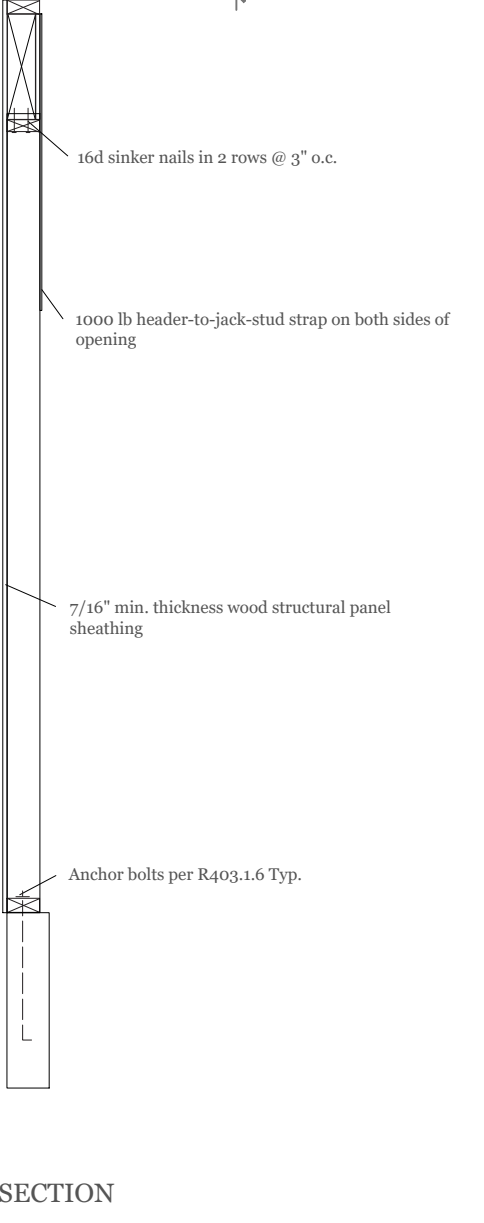 16d sinker nails in 2 rows @ 3" o.c.
1000 lb header-to-jack-stud strap on both sides of
opening
7/16" min. thickness wood structural panel
sheathing
Anchor bolts per R403.1.6 Typ.
SECTION